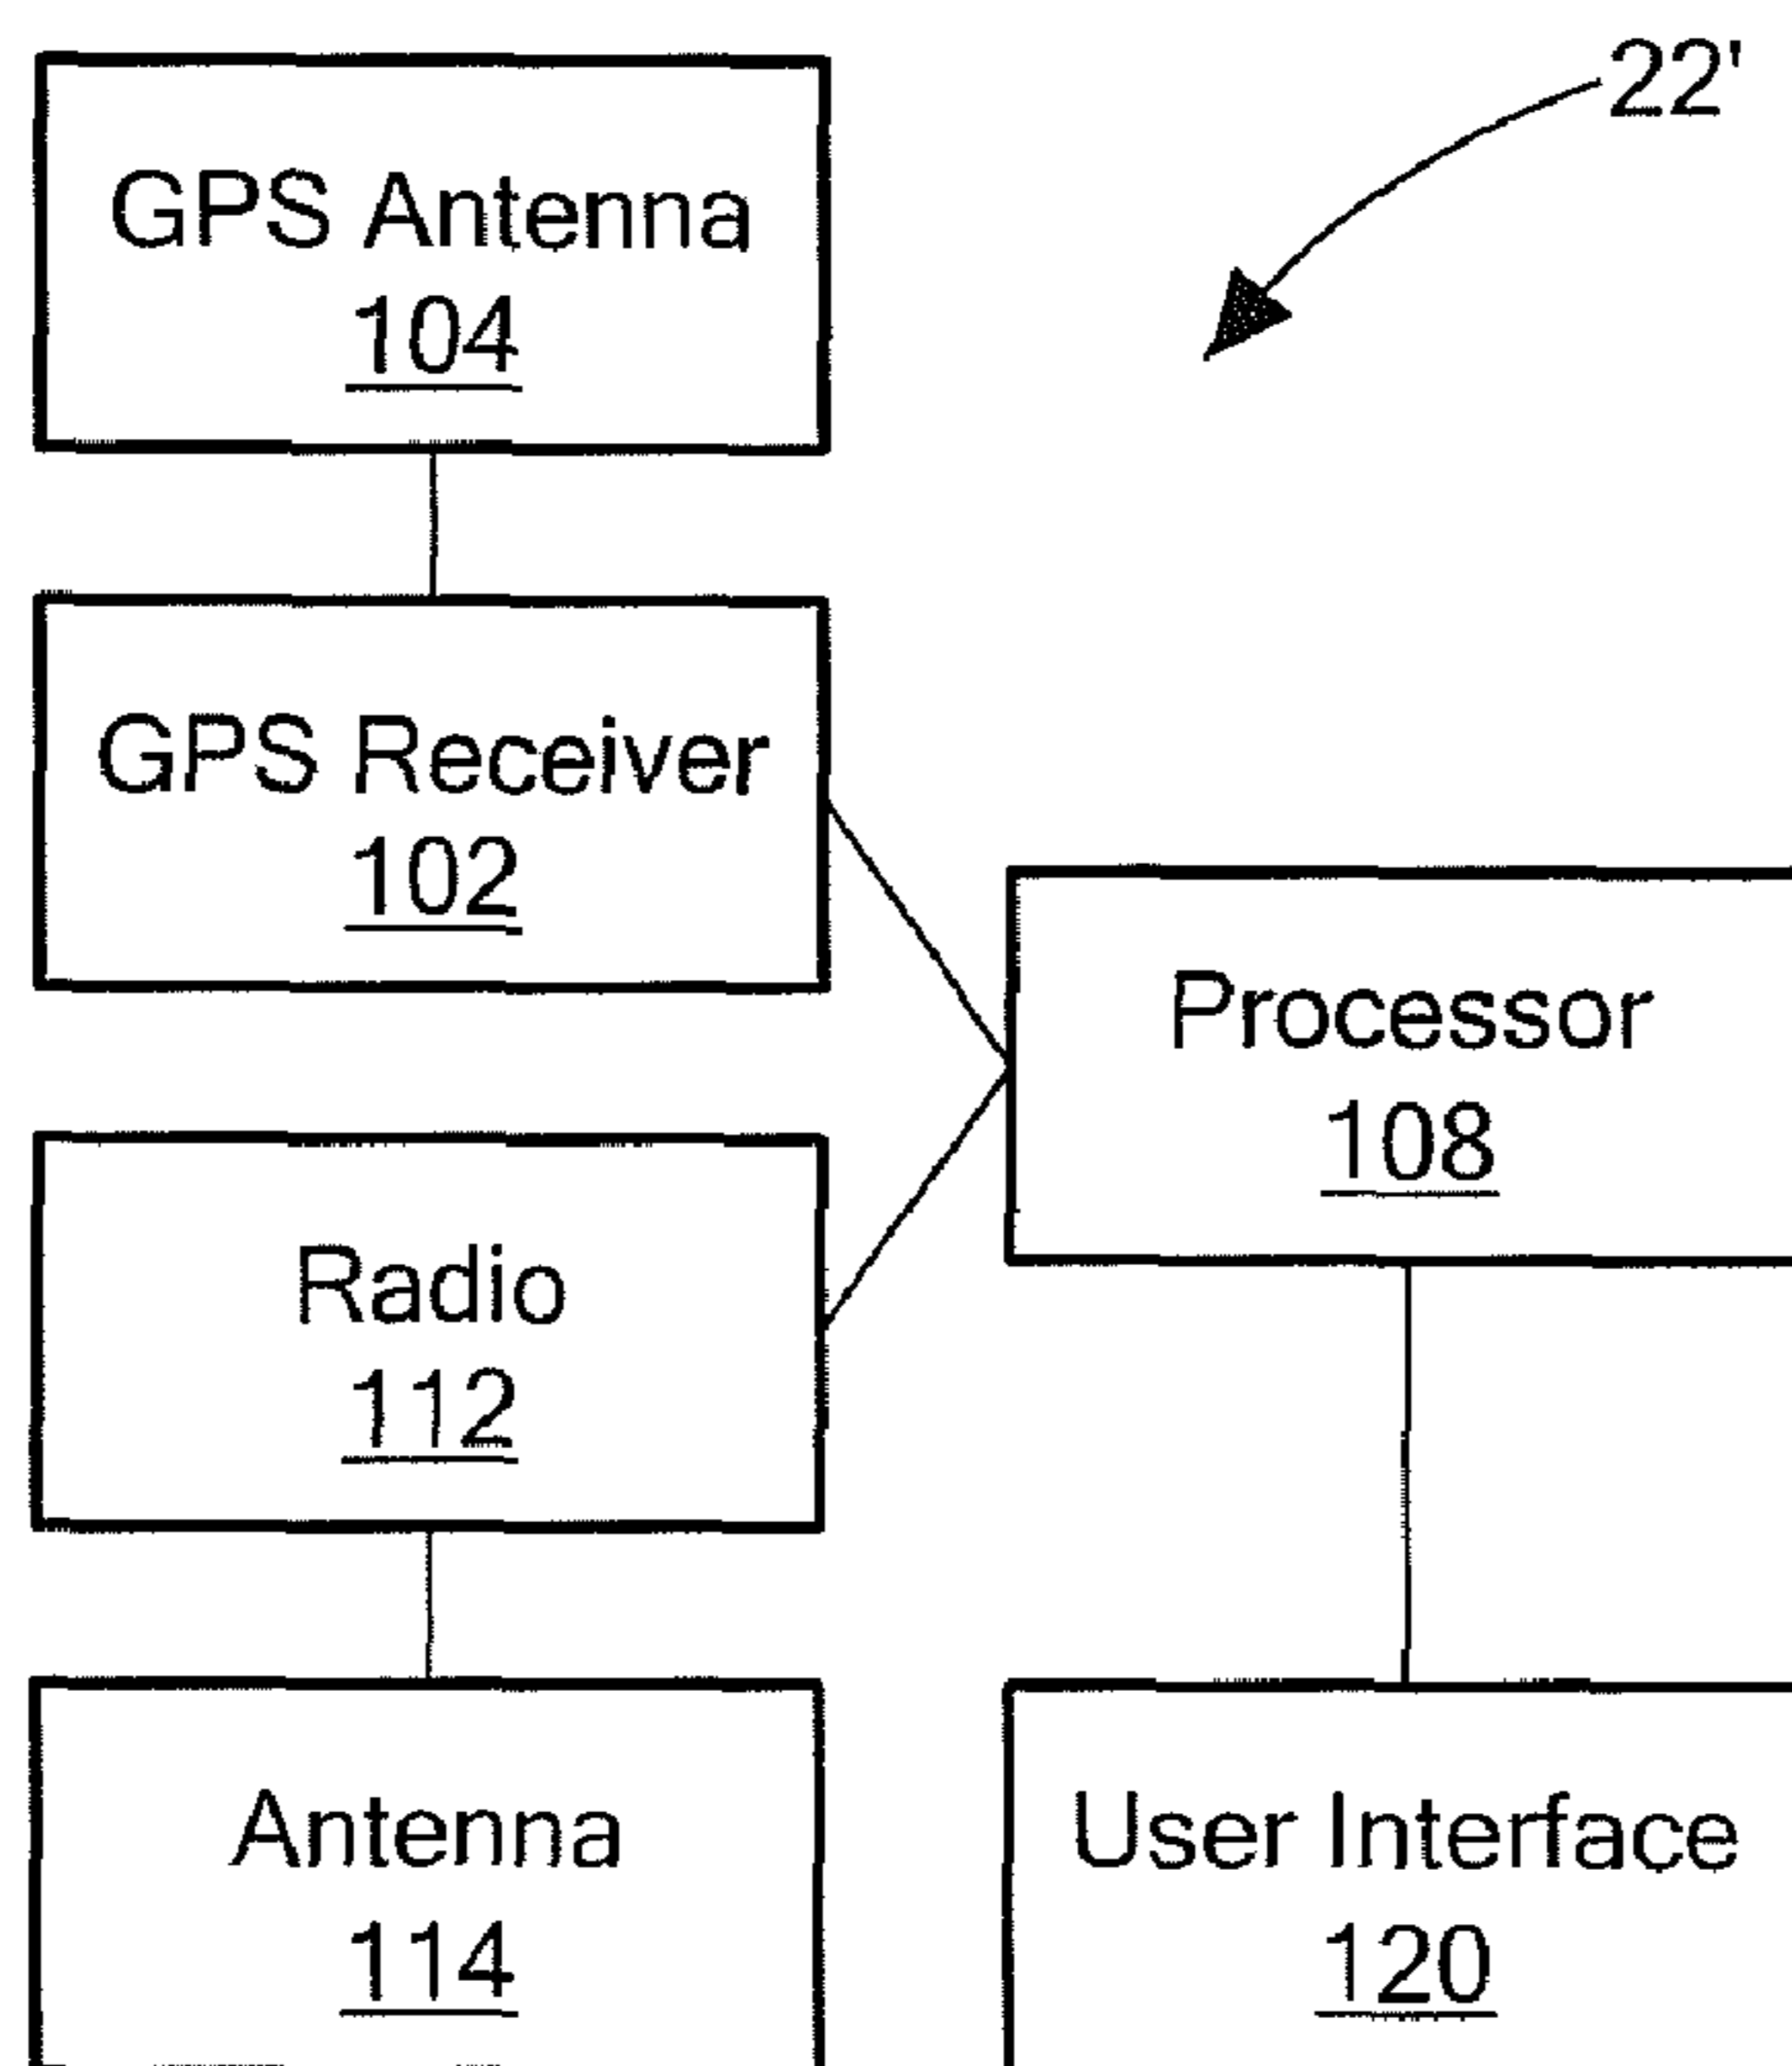 22'
GPS Antenna
104
GPS Receiver
102
Processor
108
Radio
112
Antenna
114
User Interface
120